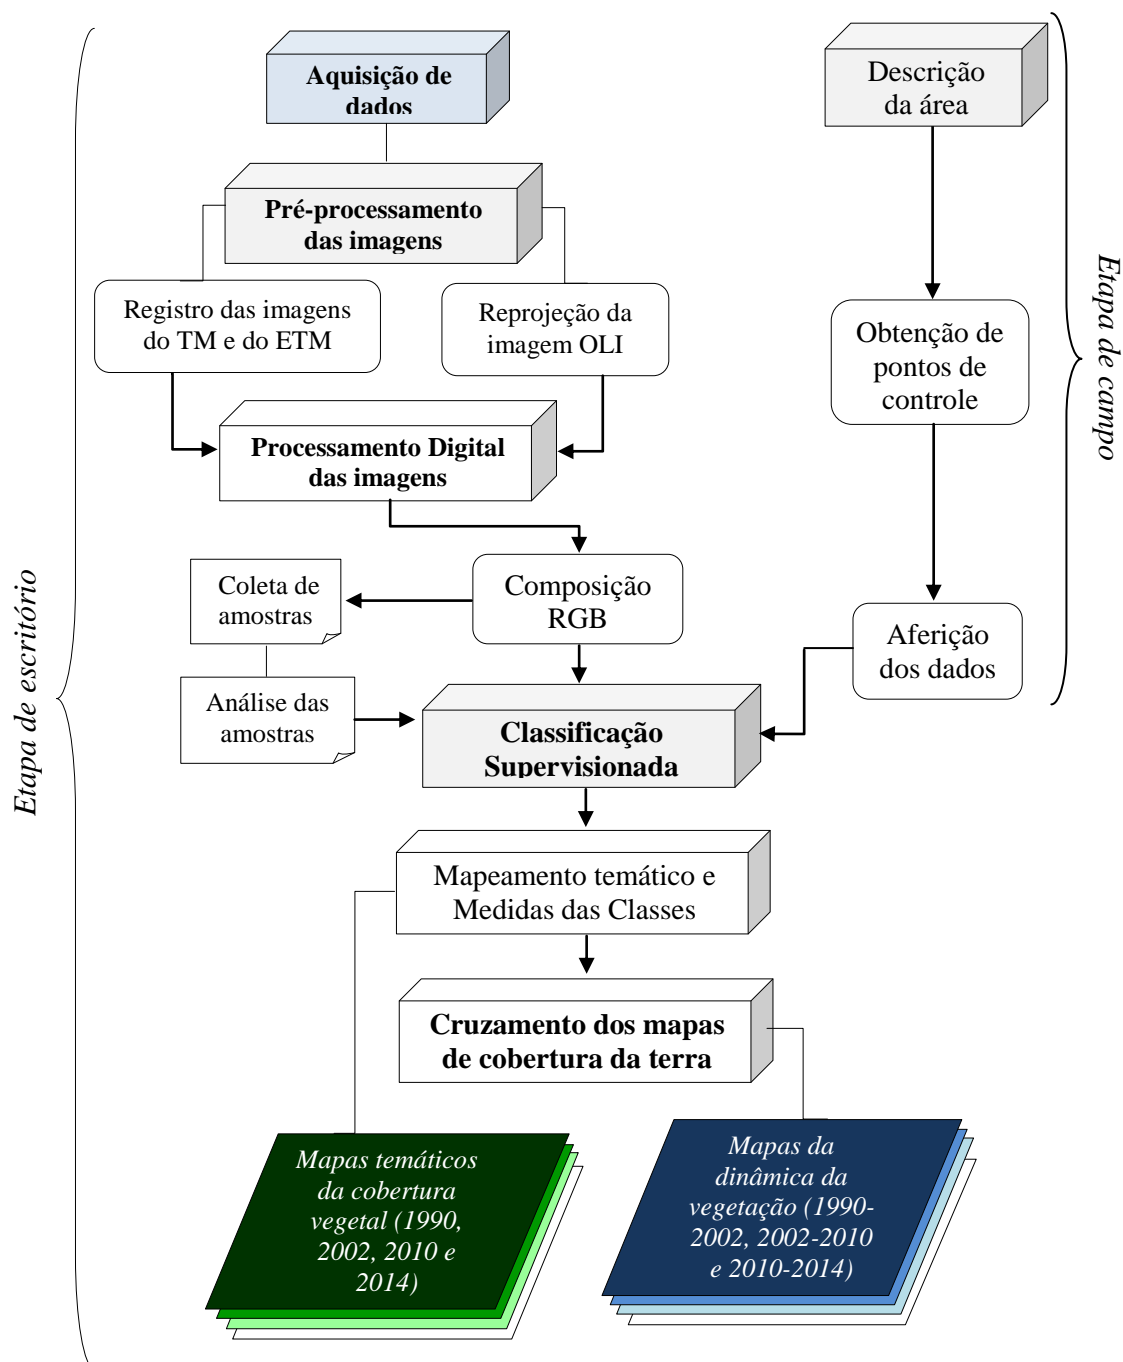 Aquisição de
dados
Descrição
da área
Pré-processamento
das imagens
Registro das imagens
do TM e do ETM
Reprojeção da
imagem OLI
Obtenção de
pontos de
controle
Etapa de campo
Processamento Digital
das imagens
Etapa de escritório
Coleta de
amostras
Composição
RGB
Aferição
dos dados
Análise das
amostras
Classificação
Supervisionada
Mapeamento temático e
Medidas das Classes
Cruzamento dos mapas
de cobertura da terra
Mapas temáticos
da cobertura
vegetal (1990,
2002, 2010 e
2014)
Mapas da
dinâmica da
vegetação (1990-
2002, 2002-2010
e 2010-2014)